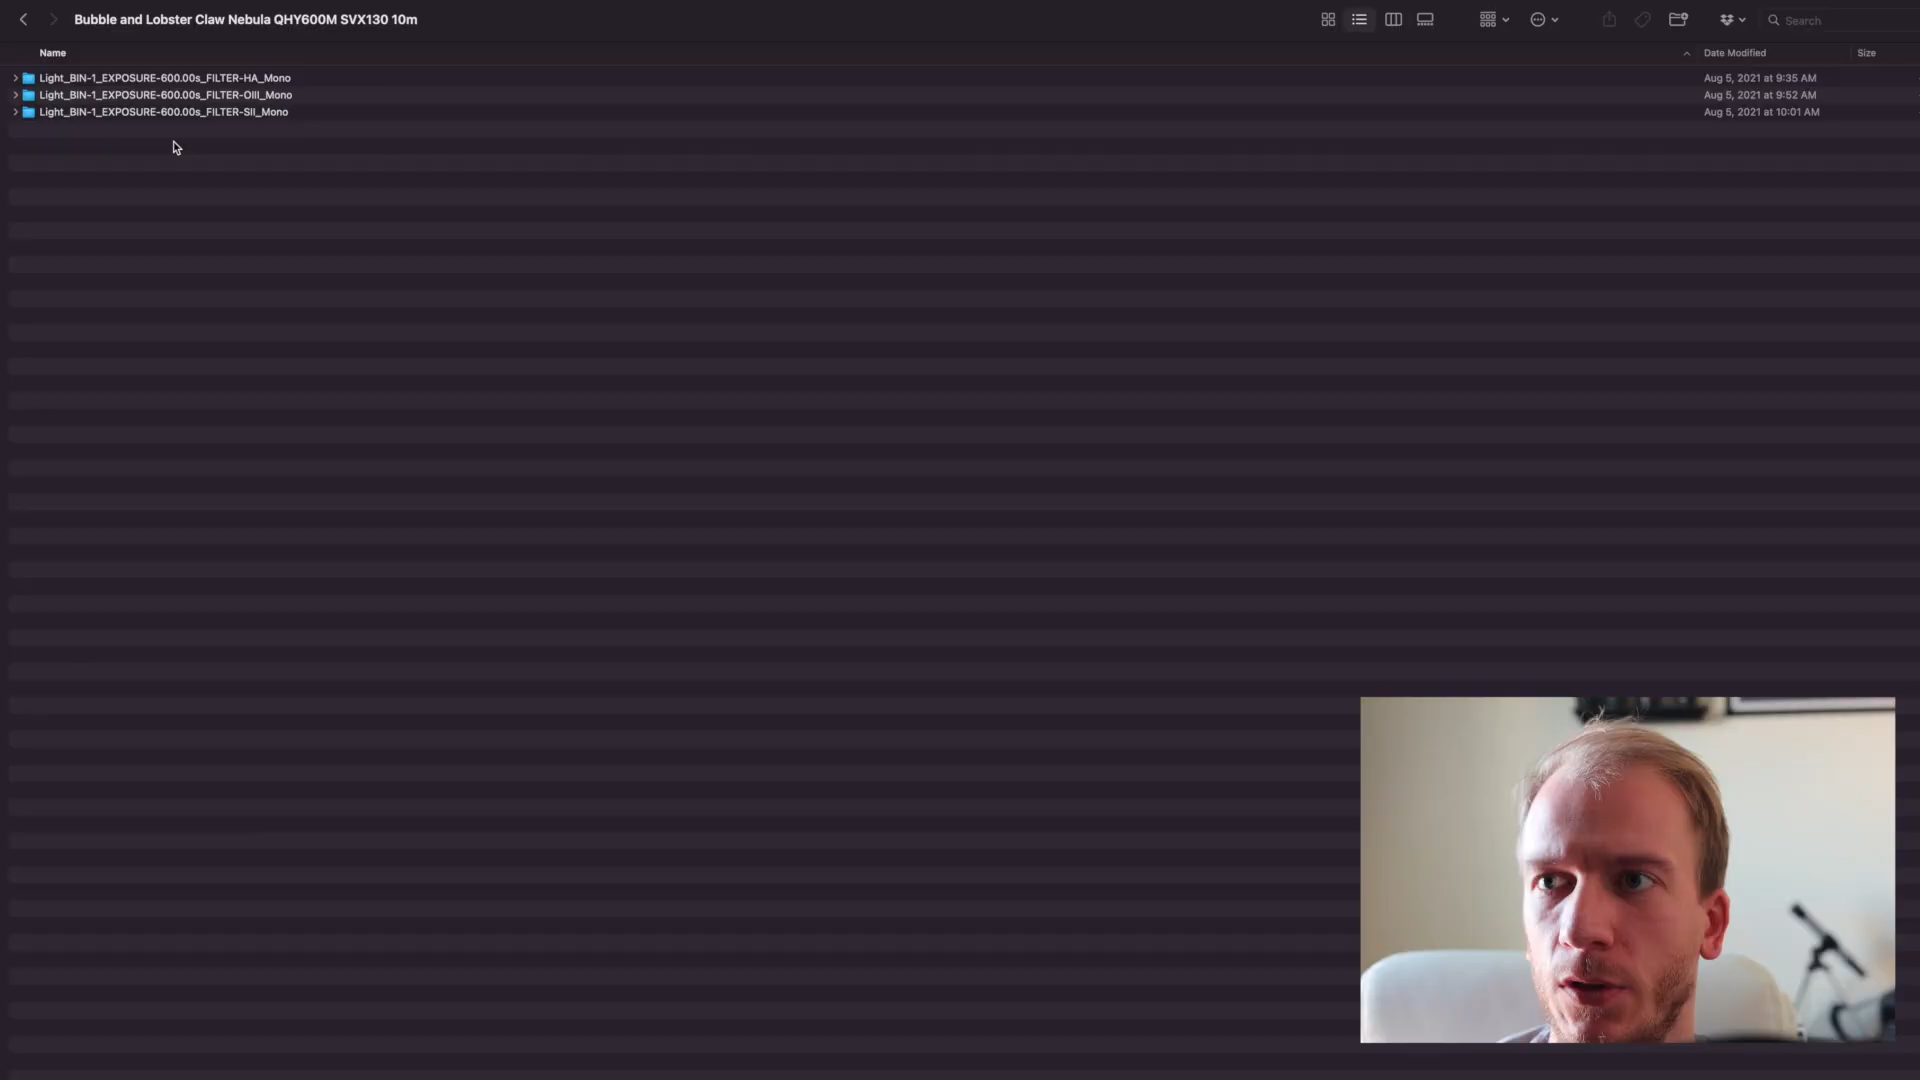 Bubble and Lobster Claw Nebula QHY600M SVX130 10m
Search
Name
Date Modified
Size
Light_BIN-1_EXPOSURE-600.00s_FILTER-HA_Mono
Aug 5, 2021 at 9:35 AM
Light_BIN-1_EXPOSURE-600.00s_FILTER-OIII_Mono
Aug 5, 2021 at 9:52 AM
Light_BIN-1_EXPOSURE-600.00s_FILTER-SII_Mono
Aug 5, 2021 at 10:01 AM